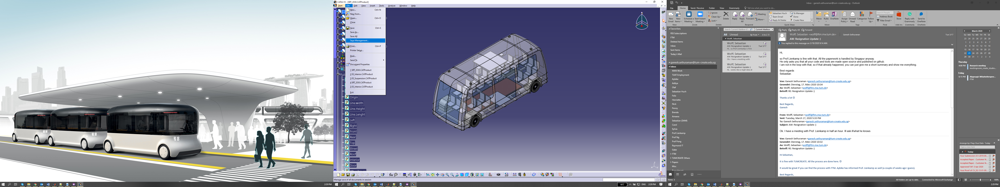 2:29 PM
CATIA V5 - [SRT_2030.CATProduct]
Start File Edit View Insert Tools Analyze Window Help
New... Ctrl+N
New from...
Open... Ctrl+O
Close
Save Ctrl+S
Save As...
Save All
Save Management...
Print... Ctrl+P
Printer Setup...
Desk...
Send To
Document Properties
1 SRT_2030.CATProduct
2 03_Interior.CATProduct
3 05_Suspension.CATProduct
4 SRT_2030.CATProduct
5 03_Interior.CATProduct
Exit
Origin
Line.width
Line.Height
Line.Lenght
Left
Right
Front
Rear
Top
Street
Roof
Interior
Door
Manage save of all documents in session
A/C ENG 2:29 PM
Inbox - ganesh.sethuraman@tum-create.edu.sg - Outlook
File Home Send / Receive Folder View Grammarly Tell me what you want to do...
New Email
New Items
New
Schedule a Meeting
Start Instant Meeting
Zoom
Ignore
Clean Up
Junk
Delete
Delete
Reply
Reply All
Forward
Meeting
More
Respond
Sebastian Huch
Team Email
Reply & Delete
To Manager
Done
Create New
Quick Steps
Move
Rules
OneNote
Move
Assign Policy
Unread/ Read
Categorize
Follow Up
Tags
Search People
Address Book
Filter Email
Find
Store
Add-ins
Reply with Grammarly
Grammarly
Send to OneNote
OneNote
Favorites
RSS Subscriptions
FTM
Deleted Items
Inbox
Sent Items
Today's Mail
ganesh.sethuraman@tum-create.edu.sg
Inbox
MAN Work
TUAT Employment
Aybike
Aditya
Olaf
Sebastian Huch
Felix
Henriette
Nick
Penny
Brenda
Ameera
Sebastian (DAM)
Carol
Sylvia
Prof Lienkamp
Prof Ng
Prof Pong
Raymond IT
Gabe
FTM
TUMCREATE Others
Papers
Misc
Items: 3
Search Current Mailbox (C... Current Mailbox
All Unread By From A to Z
Wolff, Sebastian
Wolff, Sebastian
AW: Resignation Update :) Tue 3/17
Hi, so Prof Lienkamp is fine
Wolff, Sebastian
AW: Resignation Update :) Tue 3/17
Ok. I have a meeting with
Wolff, Sebastian
AW: Resignation Update :) Tue 3/17
Hi, seems like a legit idea at
Reply Reply All Forward
Wolff, Sebastian <wolff@ftm.mw.tum.de> Ganesh Sethuraman Tue 3/17
AW: Resignation Update :)
You replied to this message on 3/18/2020 9:14 AM.
Hi,
so Prof Lienkamp is fine with that. All the paperwork is handled by Singapur anyway.
He only asks you that all your code and tools are made open source and published on github.
I am not in the loop with that, so if that already happened, you can just give me a short summary and show me everything.
Best regards
Sebastian
Von: Ganesh Sethuraman <ganesh.sethuraman@tum-create.edu.sg>
Gesendet: Dienstag, 17. März 2020 10:34
An: Wolff, Sebastian <wolff@ftm.mw.tum.de>
Betreff: RE: Resignation Update :)
Thanks a lot ☺
Best Regards,
Ganesh
From: Wolff, Sebastian <wolff@ftm.mw.tum.de>
Sent: Tuesday, March 17, 2020 5:33 PM
To: Ganesh Sethuraman <ganesh.sethuraman@tum-create.edu.sg>
Subject: AW: Resignation Update :)
Ok. I have a meeting with Prof. Lienkamp in half an hour. Ill ask if/what he knows
Von: Ganesh Sethuraman <ganesh.sethuraman@tum-create.edu.sg>
Gesendet: Dienstag, 17. März 2020 10:32
An: Wolff, Sebastian <wolff@ftm.mw.tum.de>
Betreff: RE: Resignation Update :)
Hi Sebastian,
It is fine with TUMCREATE. All the process are done here. ☺
It would be great if you can find the process with FTM. Aybike has informed Prof. Lienkamp as well (a couple of weeks ago I guess).
Best Regards,
March 2020
SU MO TU WE TH FR SA
23 24 25 26 27 28 29
1 2 3 4 5 6 7
8 9 10 11 12 13 14
15 16 17 18 19 20 21
22 23 24 25 26 27 28
29 30 31 1 2 3 4
Thursday
4:00 PM Research meeting
meetingroom_create_studio...
Friday
6:15 PM Abgesagt: Mitarbeiterspre...
FTM
Arrange by: Flag: Due Date Today
Type a new task
Today
Your Submission JCV-2019-00...
Accepted Paper - Customer N...
Accepted Paper - Customer N...
Approved TAP: 5 Apr 2020
Your Proof of CV_02-13-01-00...
All folders are up to date. Connected to: Microsoft Exchange 100%
2:29 PM